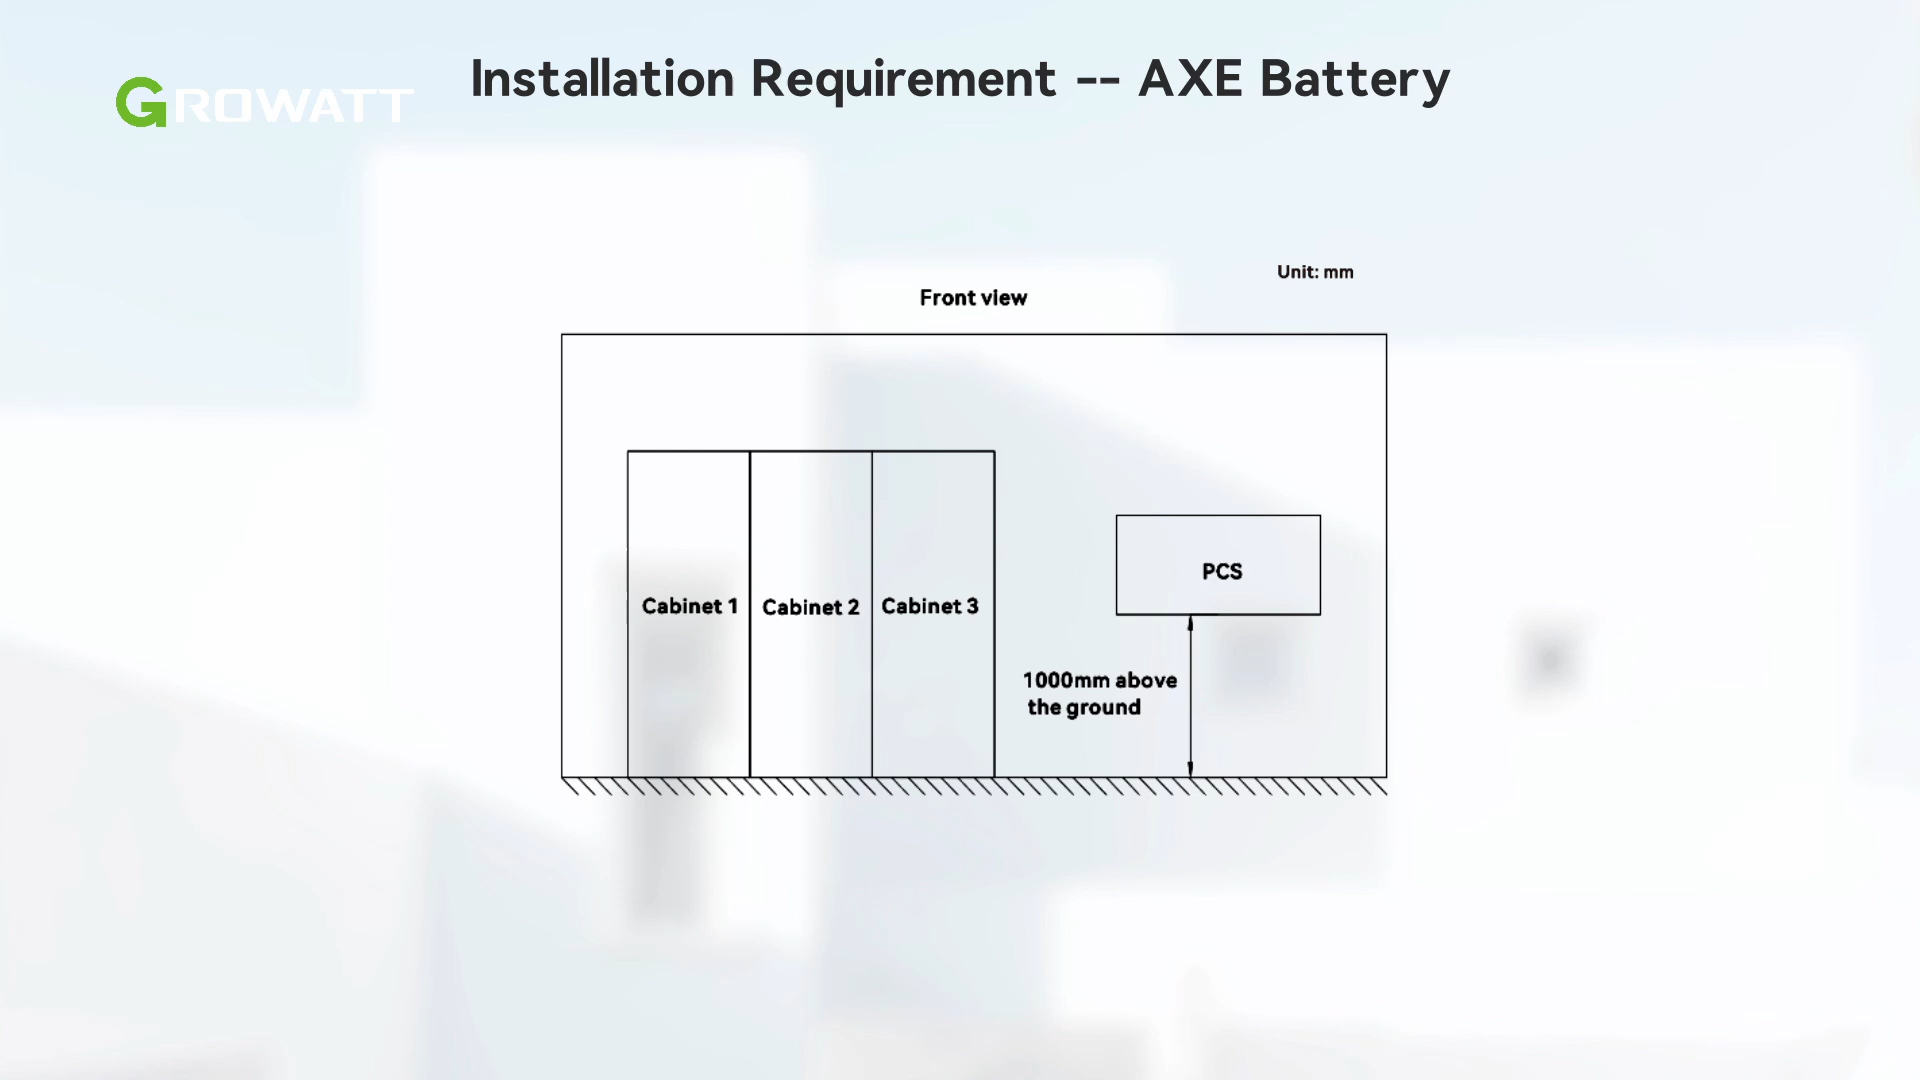 GROWATT
Installation Requirement -- AXE Battery
Unit: mm
Front view
Cabinet 1
Cabinet 2
Cabinet 3
PCS
1000mm above
the ground